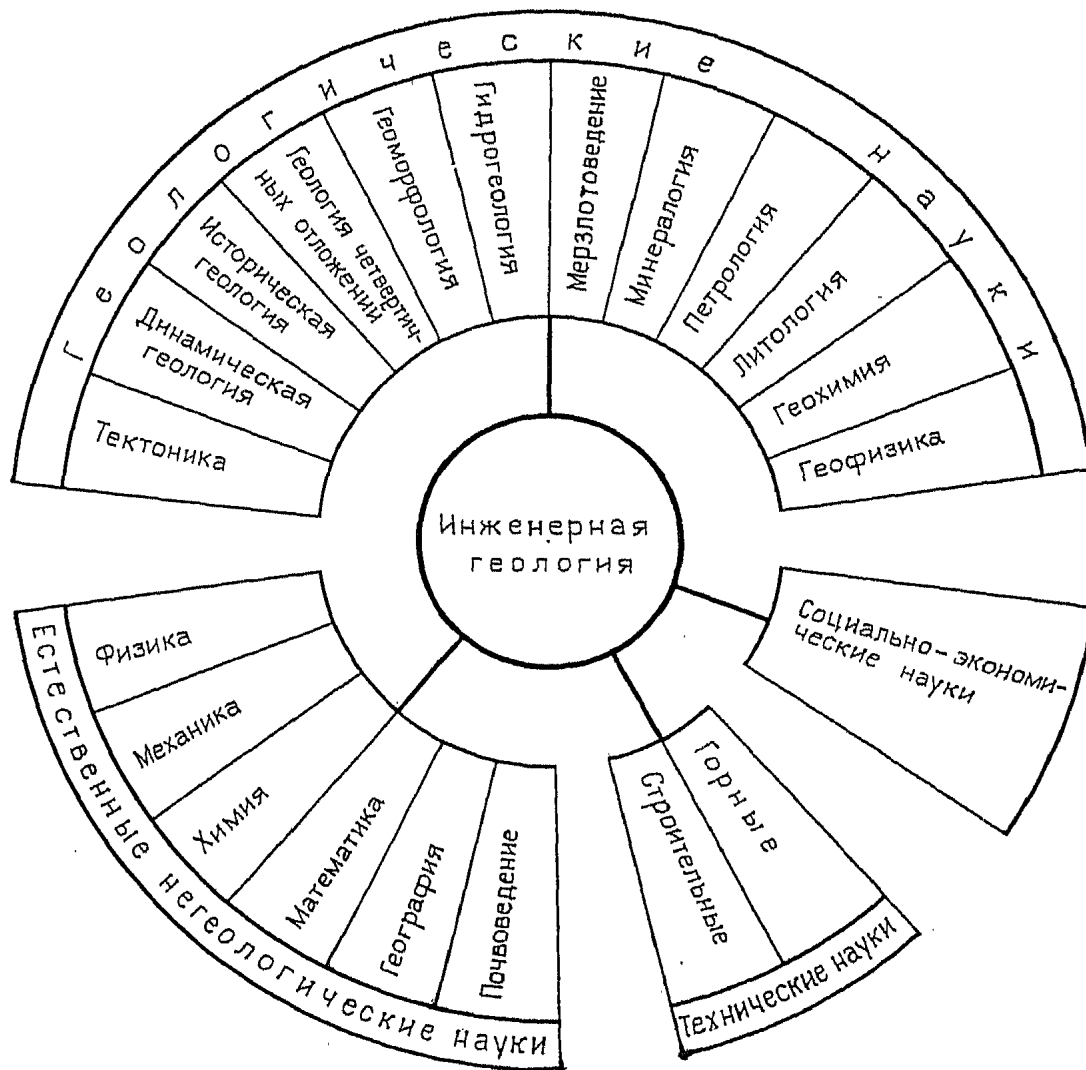 Геологические науки
Тектоника
Динамическая
геология
Историческая
геология
Геология четвертич-
ных отложений
Геоморфология
Гидрогеология
Мерзлотоведение
Минералогия
Петрология
Литология
Геохимия
Геофизика
Инженерная
геология
Социально-экономи-
ческие науки
Горные
Строительные
Технические науки
Физика
Механика
Химия
Математика
География
Почвоведение
Естественные негеологические науки